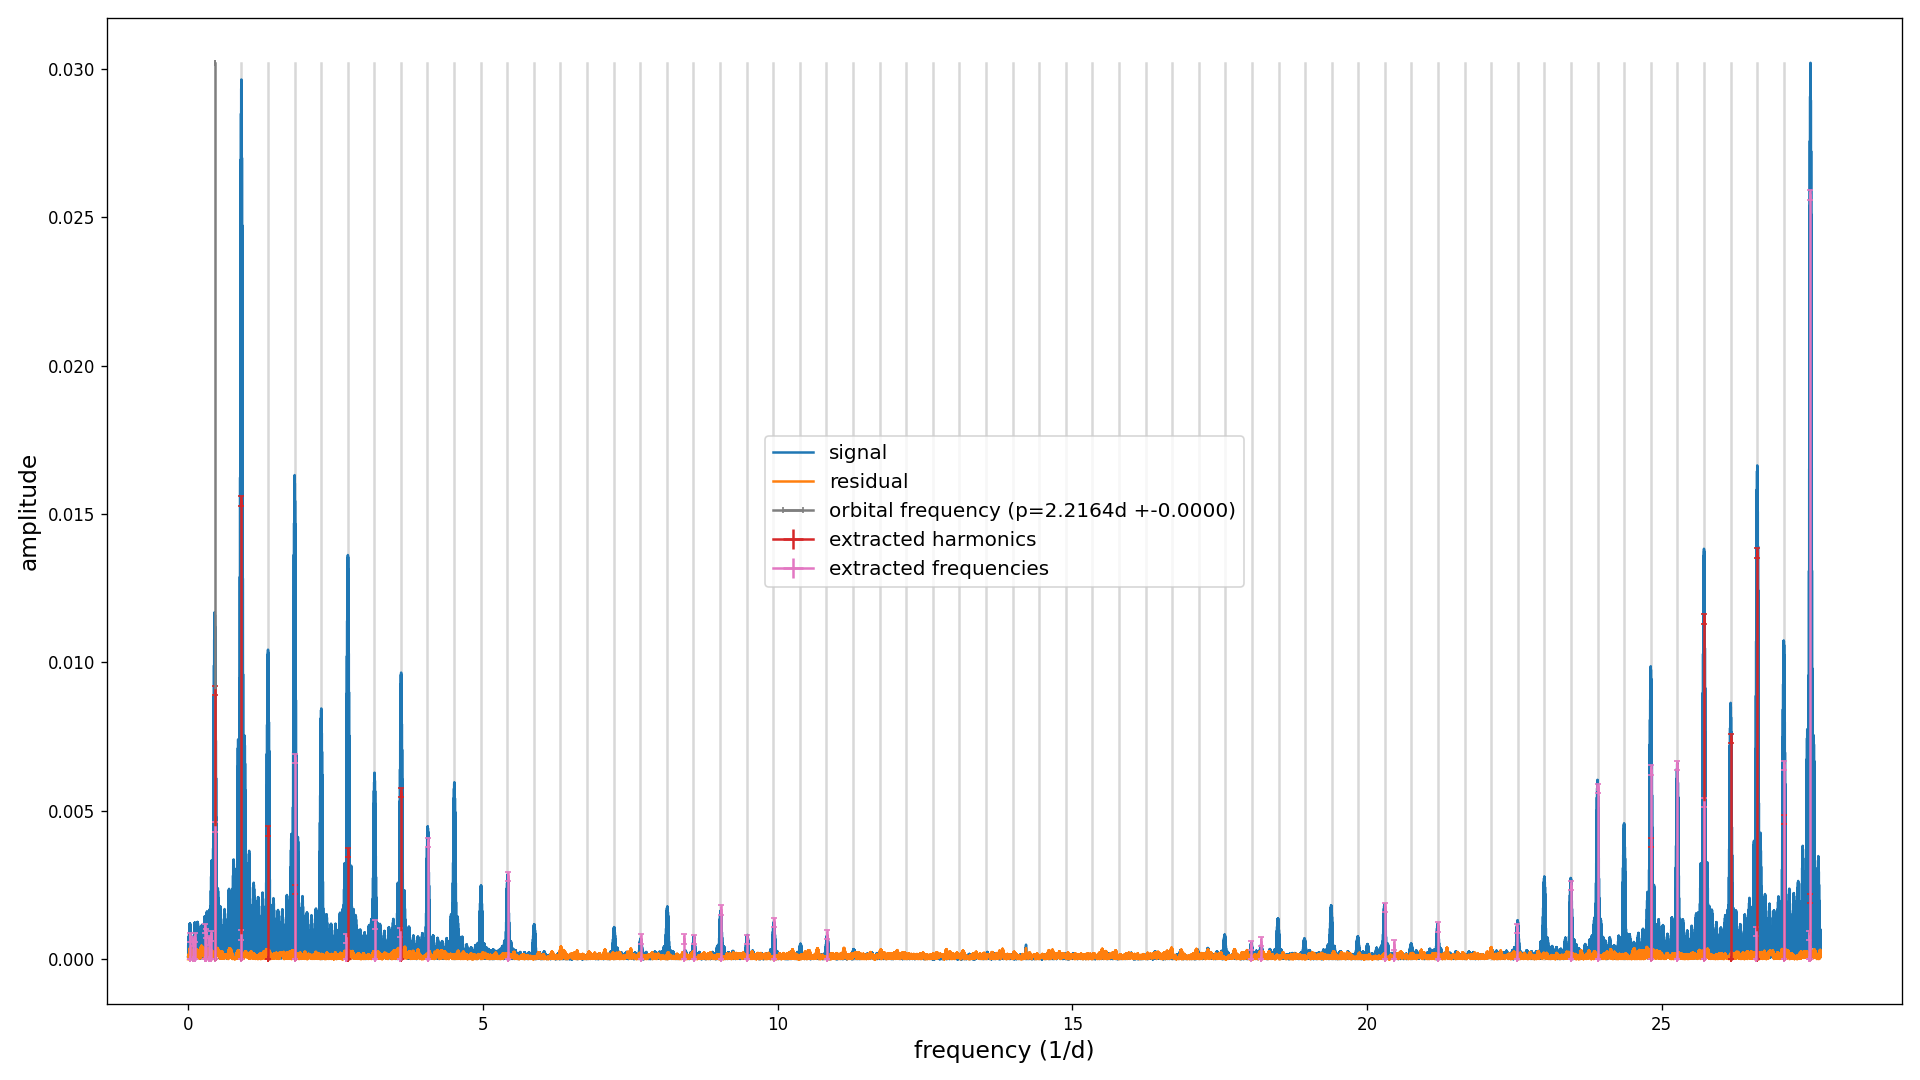 0.030
0.025
0.020
0.015
0.010
0.005
0.000
amplitude
signal
residual
orbital frequency (p=2.2164d +-0.0000)
extracted harmonics
extracted frequencies
0 5 10 15 20 25
frequency (1/d)